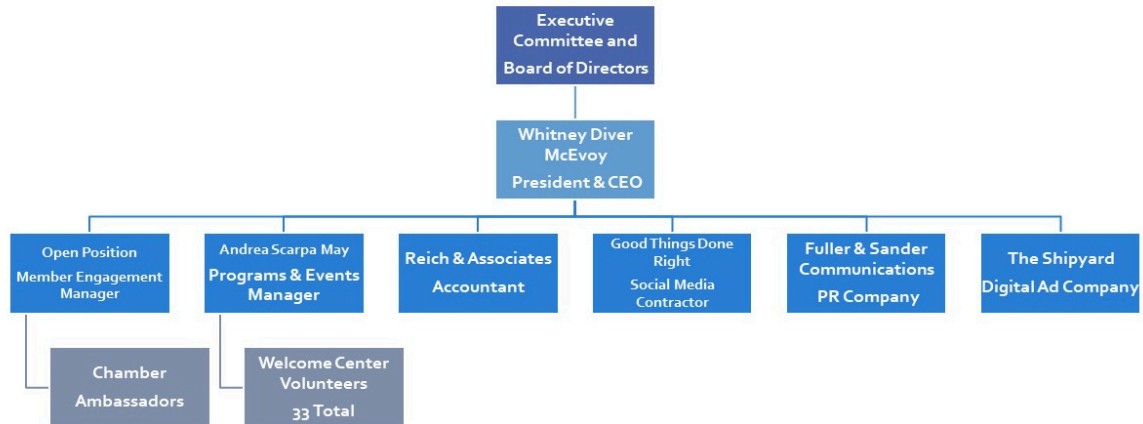 Executive
Committee and
Board of Directors
Whitney Diver
McEvoy
President & CEO
Open Position
Member Engagement
Manager
Andrea Scarpa May
Programs & Events
Manager
Reich & Associates
Accountant
Good Things Done
Right
Social Media
Contractor
Fuller & Sander
Communications
PR Company
The Shipyard
Digital Ad Company
Chamber
Ambassadors
Welcome Center
Volunteers
33 Total